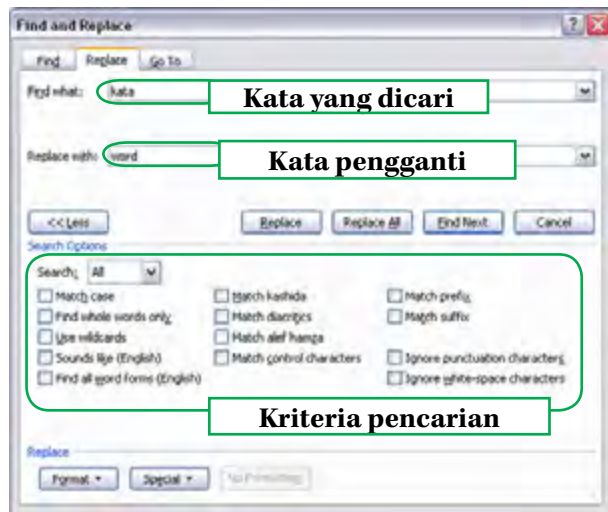 Find and Replace
Find Replace Go To
Find what: kata Kata yang dicari
Replace with: word Kata pengganti
<< Less Replace Replace All Find Next Cancel
Search Options
Search: All
Match case Match kashida Match prefix
Find whole words only Match diacritics Match suffix
Use wildcards Match alef hamza
Sounds like (English) Match control characters Ignore punctuation characters
Find all word forms (English) Ignore white-space characters
Kriteria pencarian
Replace
Format Special No Formatting